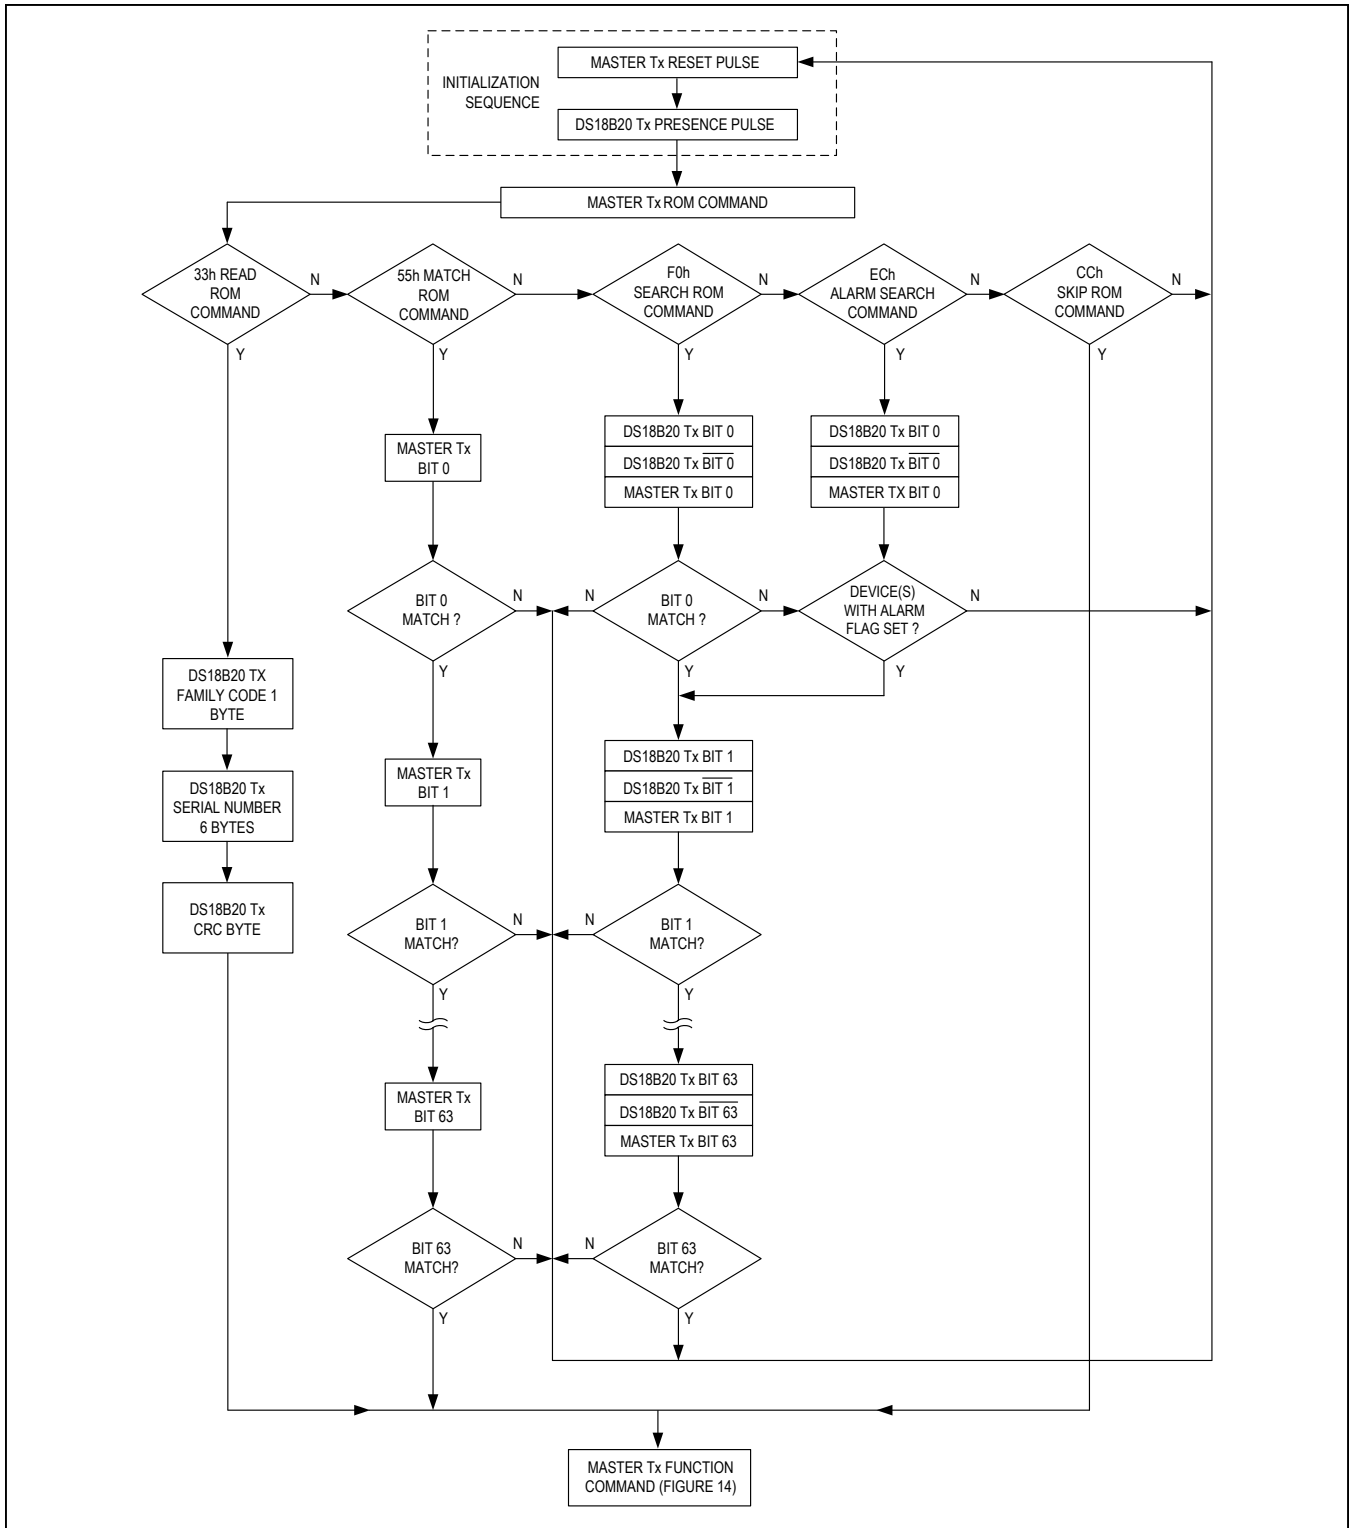 MASTER Tx RESET PULSE
INITIALIZATION
SEQUENCE
DS18B20 Tx PRESENCE PULSE
MASTER Tx ROM COMMAND
33h READ
ROM
COMMAND
N
Y
55h MATCH
ROM
COMMAND
N
Y
F0h
SEARCH ROM
COMMAND
N
Y
ECh
ALARM SEARCH
COMMAND
N
Y
CCh
SKIP ROM
COMMAND
N
Y
MASTER Tx
BIT 0
DS18B20 Tx BIT 0
DS18B20 Tx B̅I̅T̅ ̅0̅
MASTER Tx BIT 0
DS18B20 Tx BIT 0
DS18B20 Tx B̅I̅T̅ ̅0̅
MASTER TX BIT 0
BIT 0
MATCH ?
N
Y
BIT 0
MATCH ?
N
N
Y
DEVICE(S)
WITH ALARM
FLAG SET ?
N
Y
DS18B20 TX
FAMILY CODE 1
BYTE
DS18B20 Tx
SERIAL NUMBER
6 BYTES
DS18B20 Tx
CRC BYTE
MASTER Tx
BIT 1
DS18B20 Tx BIT 1
DS18B20 Tx B̅I̅T̅ ̅1̅
MASTER Tx BIT 1
BIT 1
MATCH?
N
Y
BIT 1
MATCH?
N
Y
MASTER Tx
BIT 63
DS18B20 Tx BIT 63
DS18B20 Tx B̅I̅T̅ ̅6̅3̅
MASTER Tx BIT 63
BIT 63
MATCH?
N
Y
BIT 63
MATCH?
N
Y
MASTER Tx FUNCTION
COMMAND (FIGURE 14)